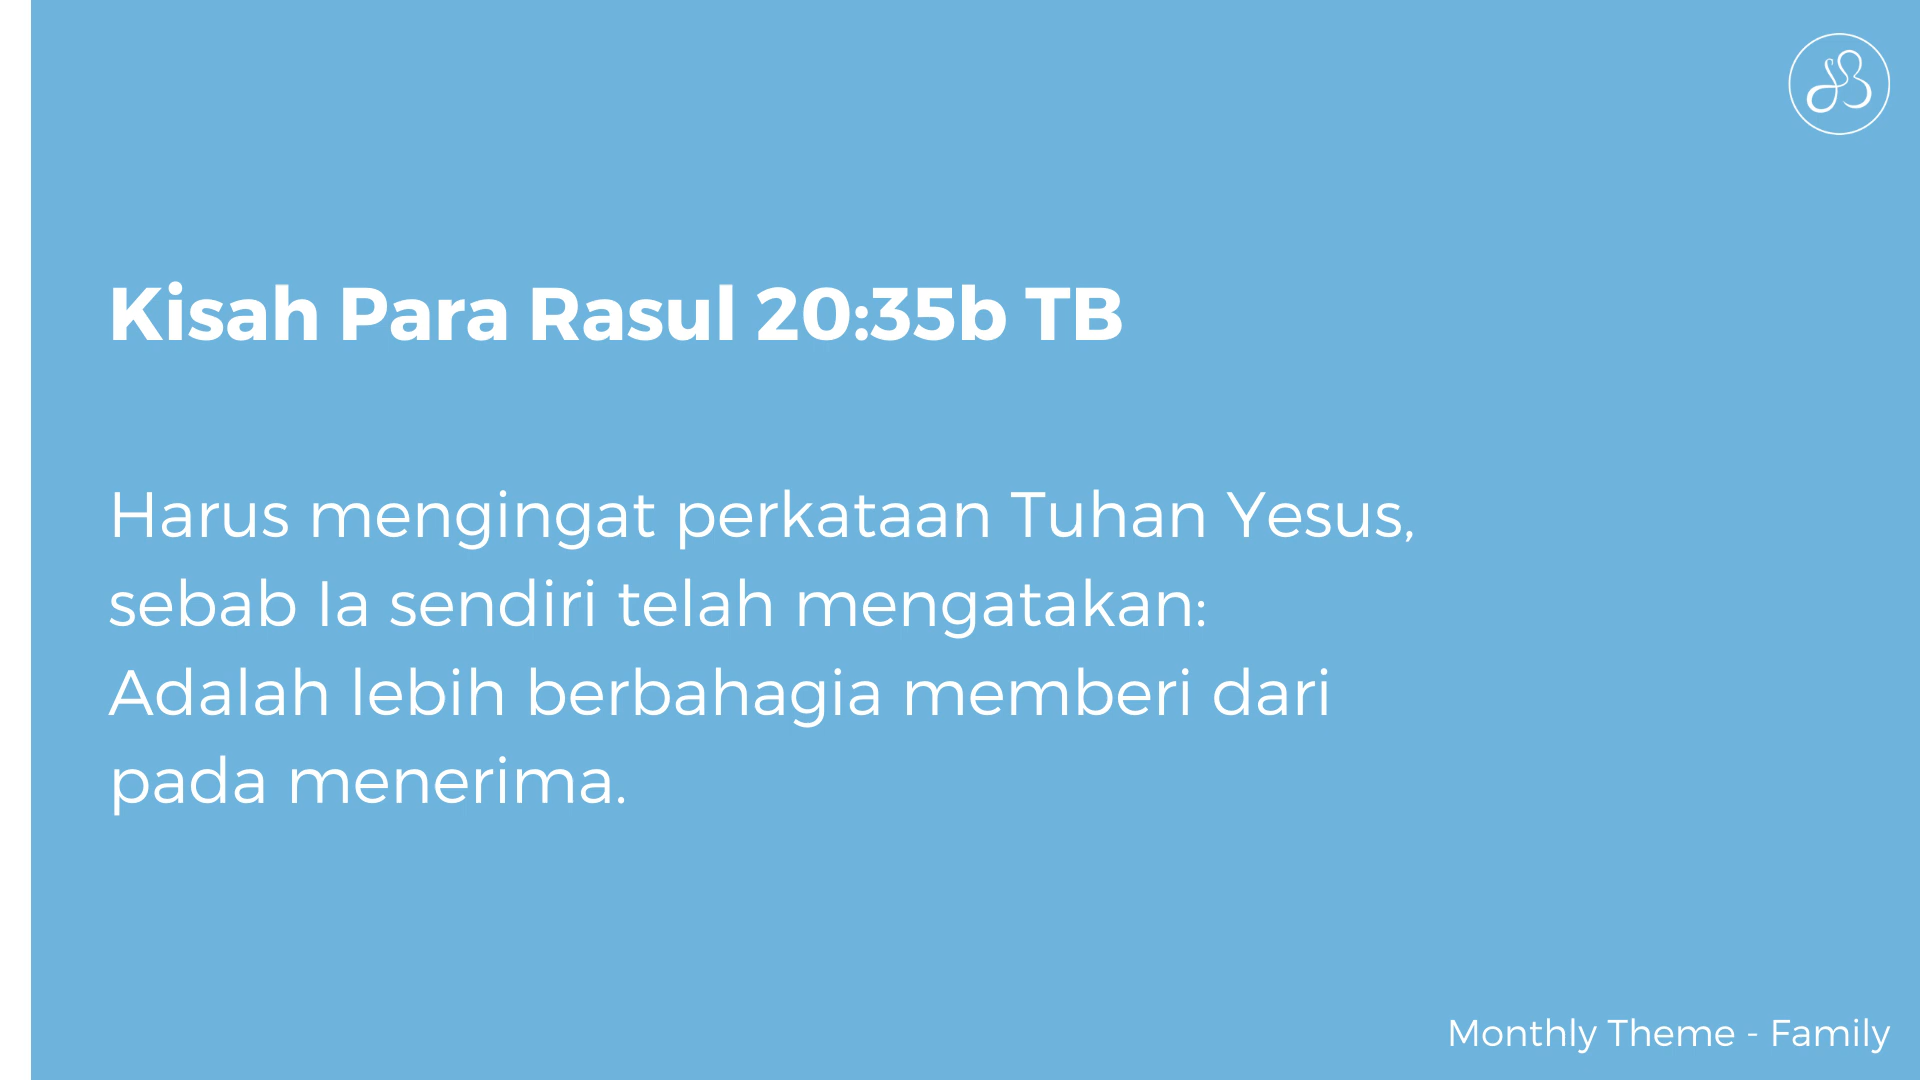 Kisah Para Rasul 20:35b TB
Harus mengingat perkataan Tuhan Yesus,
sebab Ia sendiri telah mengatakan:
Adalah lebih berbahagia memberi dari
pada menerima.
Monthly Theme - Family